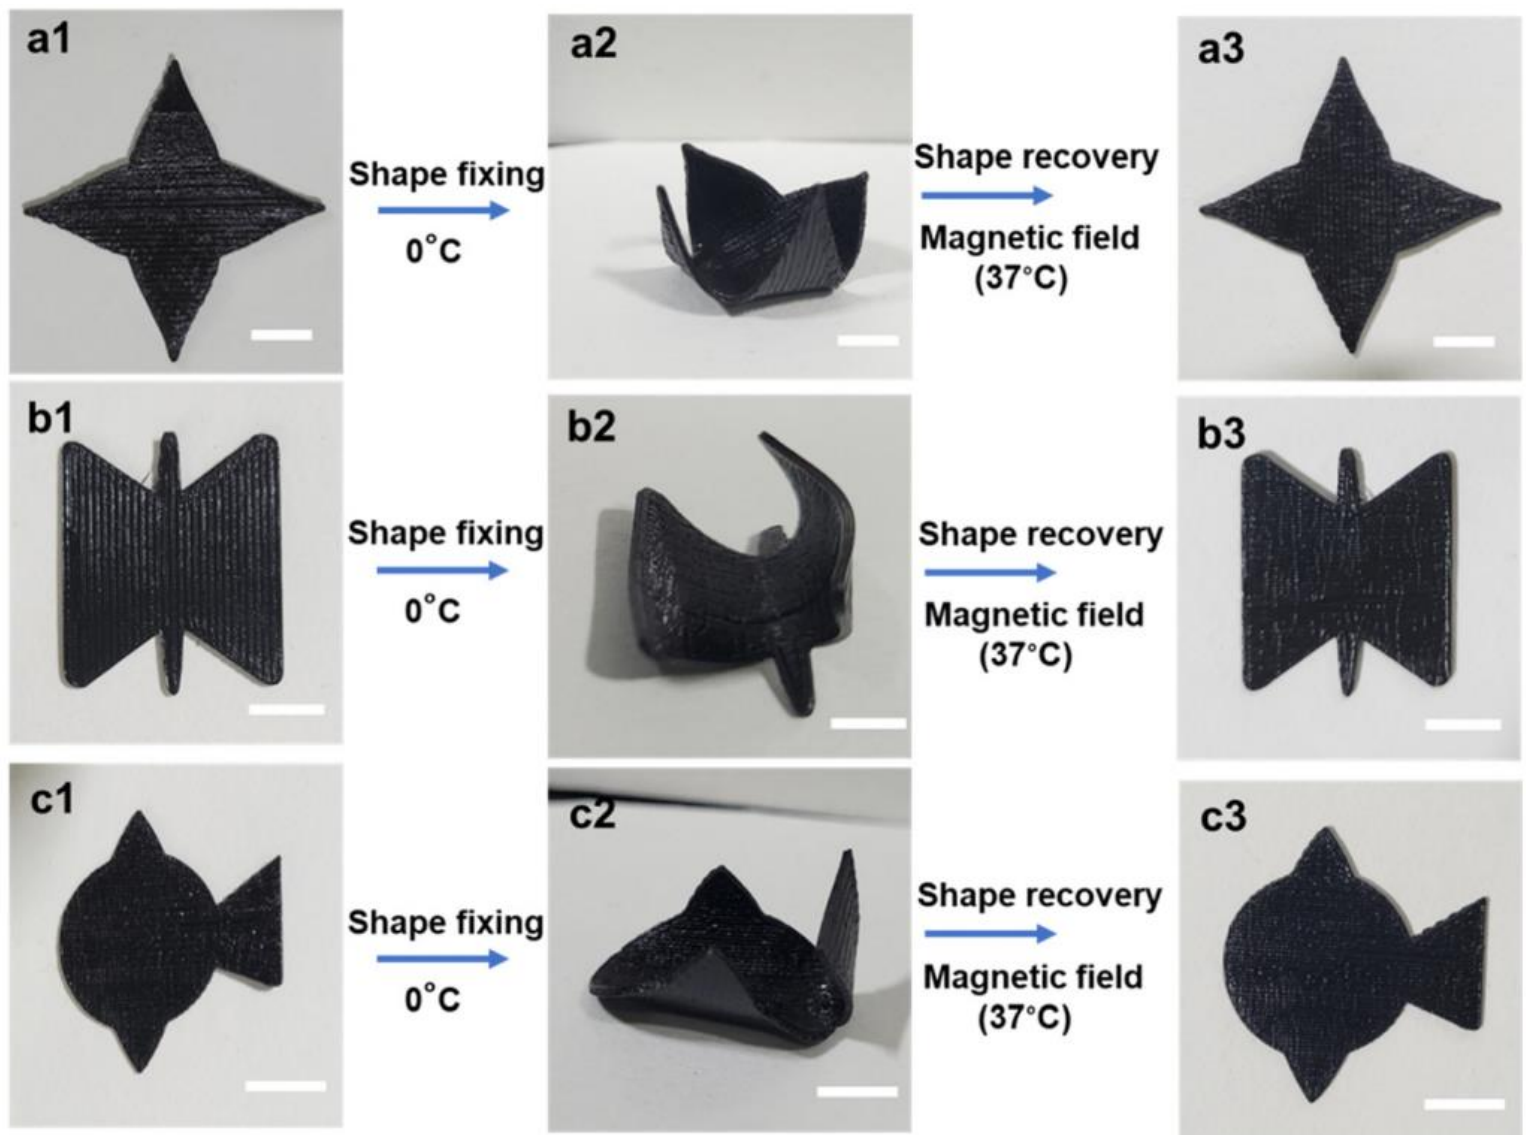 a1
Shape fixing
0°C
a2
Shape recovery
Magnetic field
(37°C)
a3
b1
Shape fixing
0°C
b2
Shape recovery
Magnetic field
(37°C)
b3
c1
Shape fixing
0°C
c2
Shape recovery
Magnetic field
(37°C)
c3